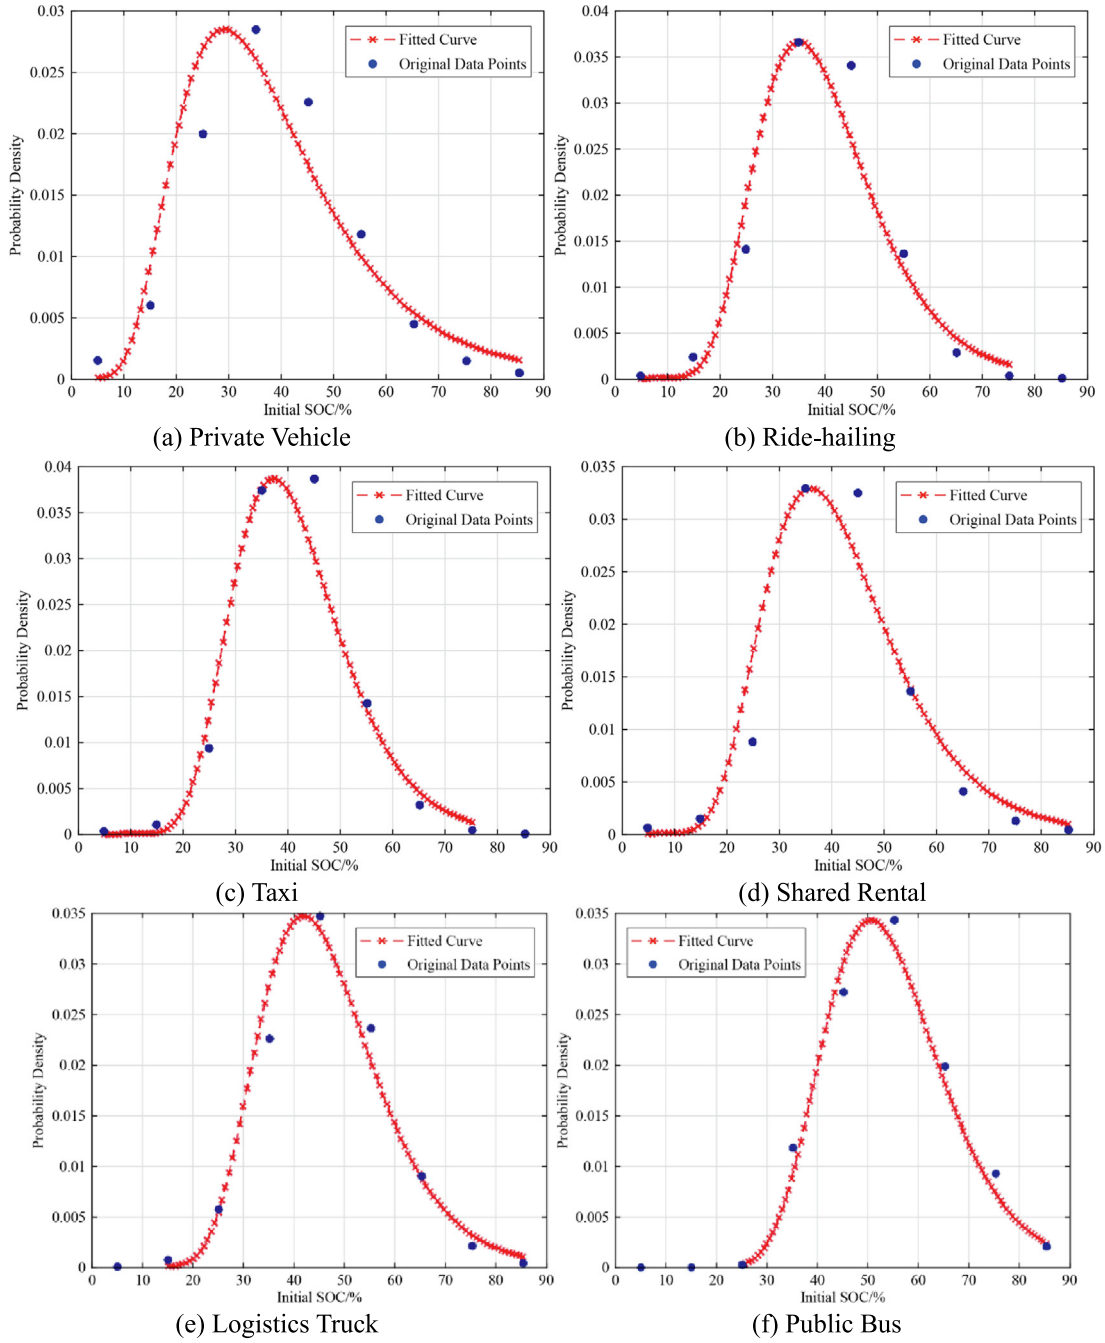 0.03
0.025
0.02
0.015
0.01
0.005
0
Probability Density
0 10 20 30 40 50 60 70 80 90
Initial SOC/%
Fitted Curve
Original Data Points
(a) Private Vehicle
0.04
0.035
0.03
0.025
0.02
0.015
0.01
0.005
0
Probability Density
0 10 20 30 40 50 60 70 80 90
Initial SOC/%
Fitted Curve
Original Data Points
(b) Ride-hailing
0.04
0.035
0.03
0.025
0.02
0.015
0.01
0.005
0
Probability Density
0 10 20 30 40 50 60 70 80 90
Initial SOC/%
Fitted Curve
Original Data Points
(c) Taxi
0.035
0.03
0.025
0.02
0.015
0.01
0.005
0
Probability Density
0 10 20 30 40 50 60 70 80 90
Initial SOC/%
Fitted Curve
Original Data Points
(d) Shared Rental
0.035
0.03
0.025
0.02
0.015
0.01
0.005
0
Probability Density
0 10 20 30 40 50 60 70 80 90
Initial SOC/%
Fitted Curve
Original Data Points
(e) Logistics Truck
0.035
0.03
0.025
0.02
0.015
0.01
0.005
0
Probability Density
0 10 20 30 40 50 60 70 80 90
Initial SOC/%
Fitted Curve
Original Data Points
(f) Public Bus